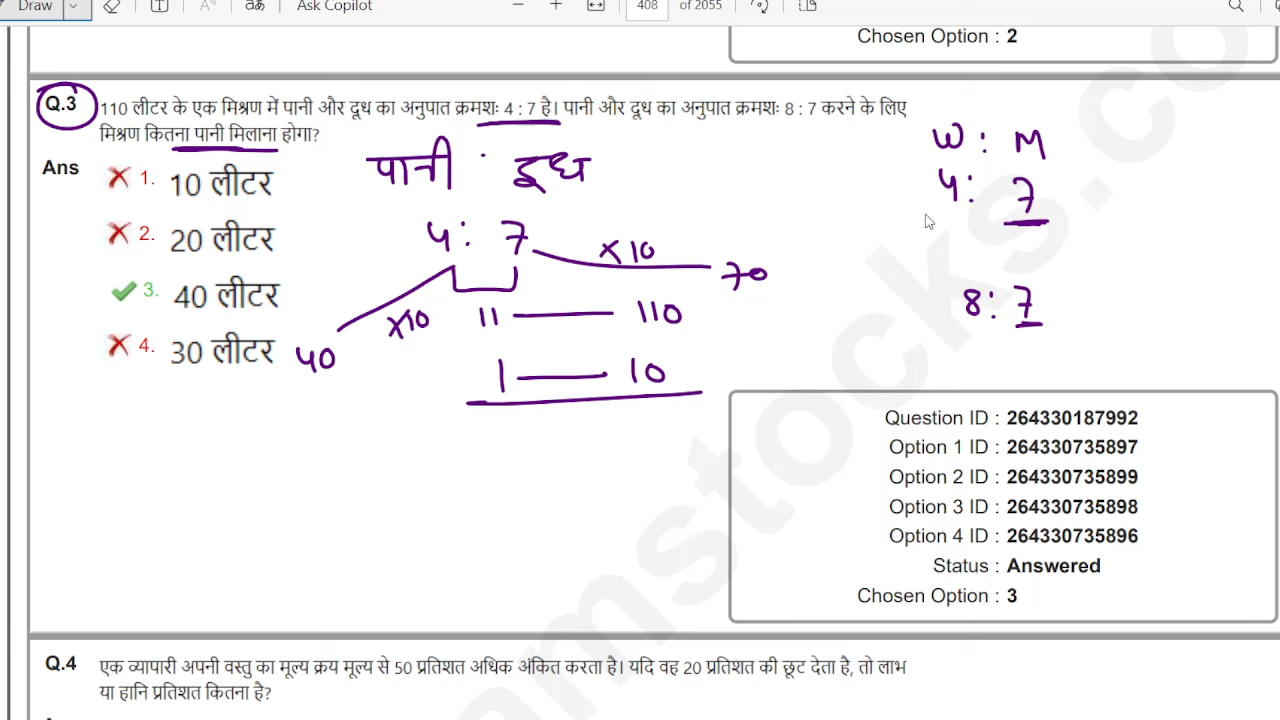 Draw
Ask Copilot
408 of 2055
Chosen Option : 2
Q.3
110 लीटर के एक मिश्रण में पानी और दूध का अनुपात क्रमशः 4 : 7 है। पानी और दूध का अनुपात क्रमशः 8 : 7 करने के लिए
मिश्रण कितना पानी मिलाना होगा?
Ans
1. 10 लीटर
2. 20 लीटर
3. 40 लीटर
4. 30 लीटर
पानी : दूध
4 : 7
×10
70
×10
11 110
40
1 10
W : M
4 : 7
8 : 7
Question ID : 264330187992
Option 1 ID : 264330735897
Option 2 ID : 264330735899
Option 3 ID : 264330735898
Option 4 ID : 264330735896
Status : Answered
Chosen Option : 3
Q.4
एक व्यापारी अपनी वस्तु का मूल्य क्रय मूल्य से 50 प्रतिशत अधिक अंकित करता है। यदि वह 20 प्रतिशत की छूट देता है, तो लाभ
या हानि प्रतिशत कितना है?
amstocks.co